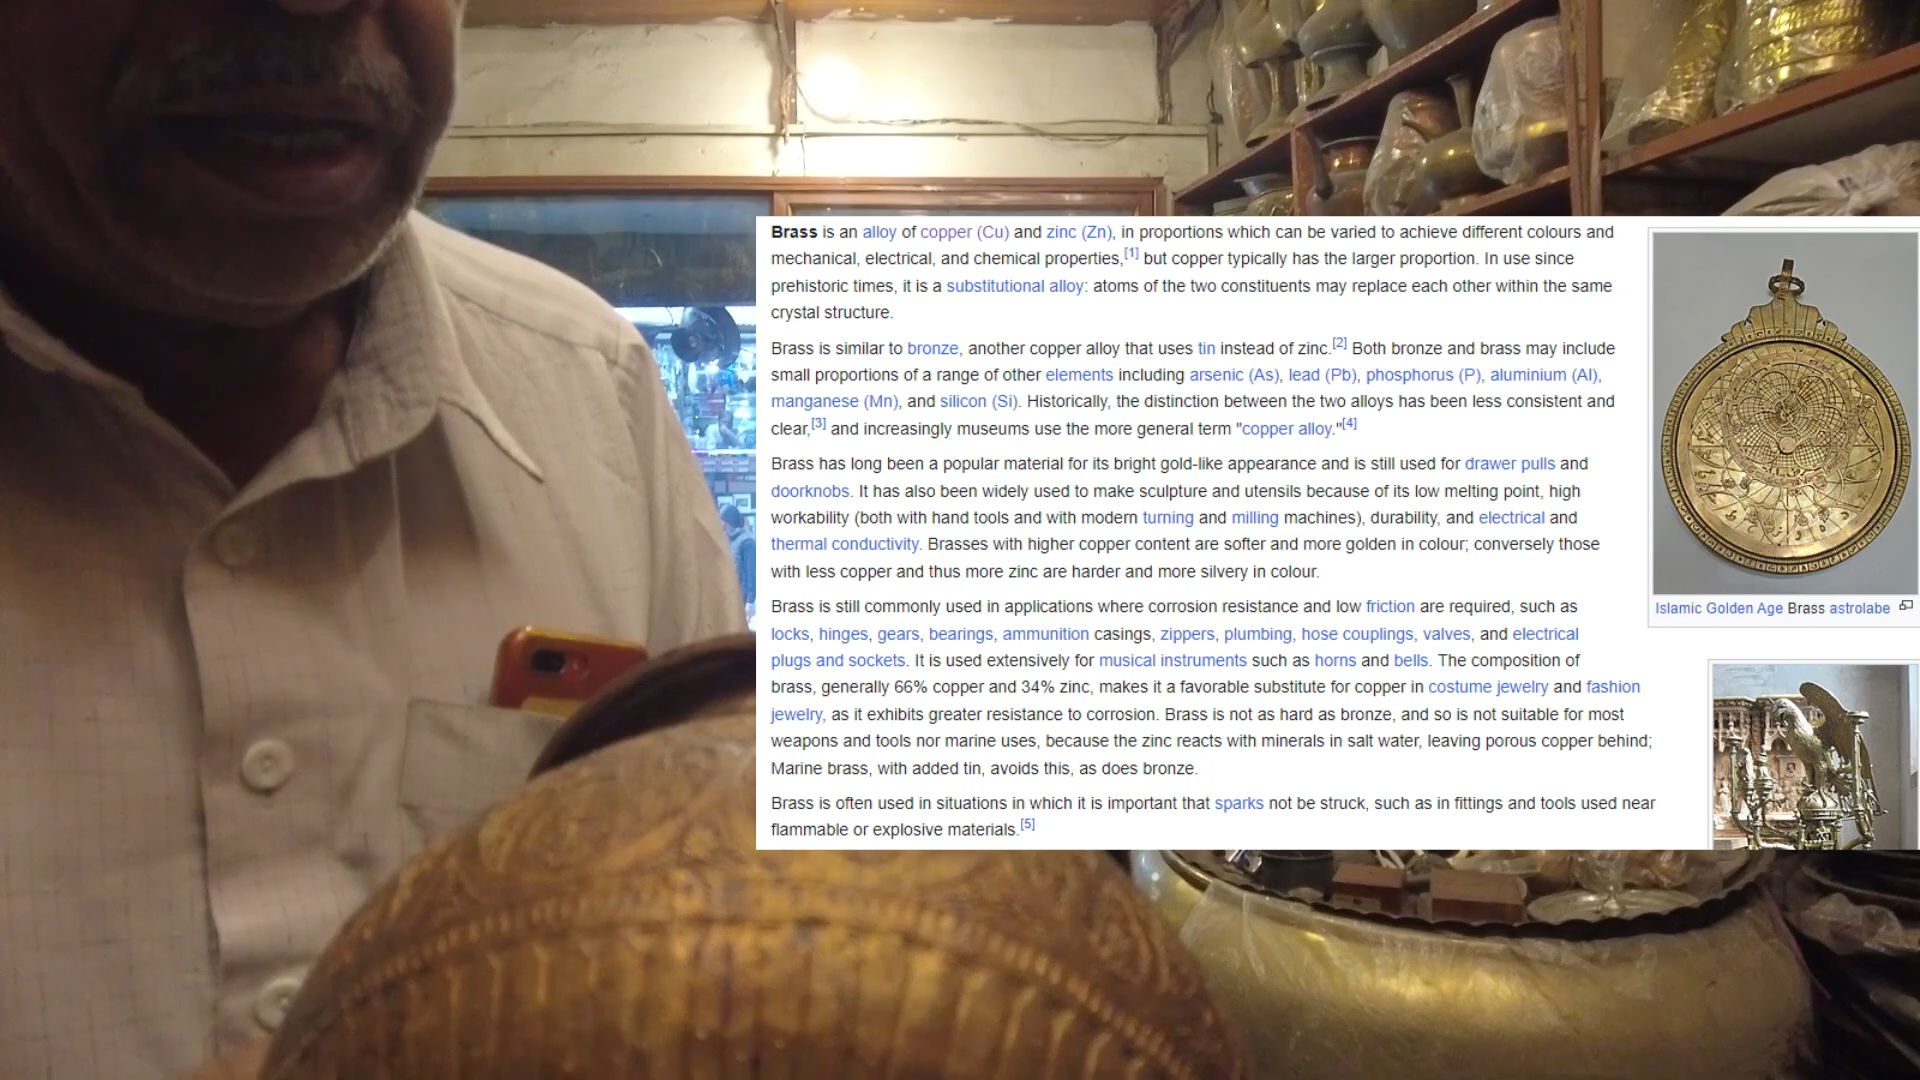 Brass is an alloy of copper (Cu) and zinc (Zn), in proportions which can be varied to achieve different colours and
mechanical, electrical, and chemical properties,[1] but copper typically has the larger proportion. In use since
prehistoric times, it is a substitutional alloy: atoms of the two constituents may replace each other within the same
crystal structure.
Brass is similar to bronze, another copper alloy that uses tin instead of zinc.[2] Both bronze and brass may include
small proportions of a range of other elements including arsenic (As), lead (Pb), phosphorus (P), aluminium (Al),
manganese (Mn), and silicon (Si). Historically, the distinction between the two alloys has been less consistent and
clear,[3] and increasingly museums use the more general term "copper alloy."[4]
Brass has long been a popular material for its bright gold-like appearance and is still used for drawer pulls and
doorknobs. It has also been widely used to make sculpture and utensils because of its low melting point, high
workability (both with hand tools and with modern turning and milling machines), durability, and electrical and
thermal conductivity. Brasses with higher copper content are softer and more golden in colour; conversely those
with less copper and thus more zinc are harder and more silvery in colour.
Brass is still commonly used in applications where corrosion resistance and low friction are required, such as
locks, hinges, gears, bearings, ammunition casings, zippers, plumbing, hose couplings, valves, and electrical
plugs and sockets. It is used extensively for musical instruments such as horns and bells. The composition of
brass, generally 66% copper and 34% zinc, makes it a favorable substitute for copper in costume jewelry and fashion
jewelry, as it exhibits greater resistance to corrosion. Brass is not as hard as bronze, and so is not suitable for most
weapons and tools nor marine uses, because the zinc reacts with minerals in salt water, leaving porous copper behind;
Marine brass, with added tin, avoids this, as does bronze.
Brass is often used in situations in which it is important that sparks not be struck, such as in fittings and tools used near
flammable or explosive materials.[5]
Islamic Golden Age Brass astrolabe